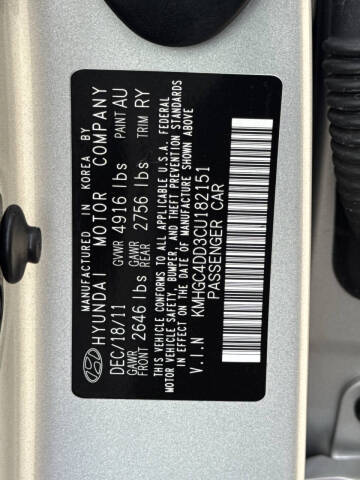 MANUFACTURED IN KOREA BY
HYUNDAI MOTOR COMPANY
DEC/18/11 GVWR 4916 lbs PAINT AU
GAWR FRONT 2646 lbs GAWR REAR 2756 lbs TRIM RY
THIS VEHICLE CONFORMS TO ALL APPLICABLE U.S.A. FEDERAL
MOTOR VEHICLE SAFETY, BUMPER, AND THEFT PREVENTION STANDARDS
IN EFFECT ON THE DATE OF MANUFACTURE SHOWN ABOVE.
V.I.N KMHGC4DD3CU182151
PASSENGER CAR